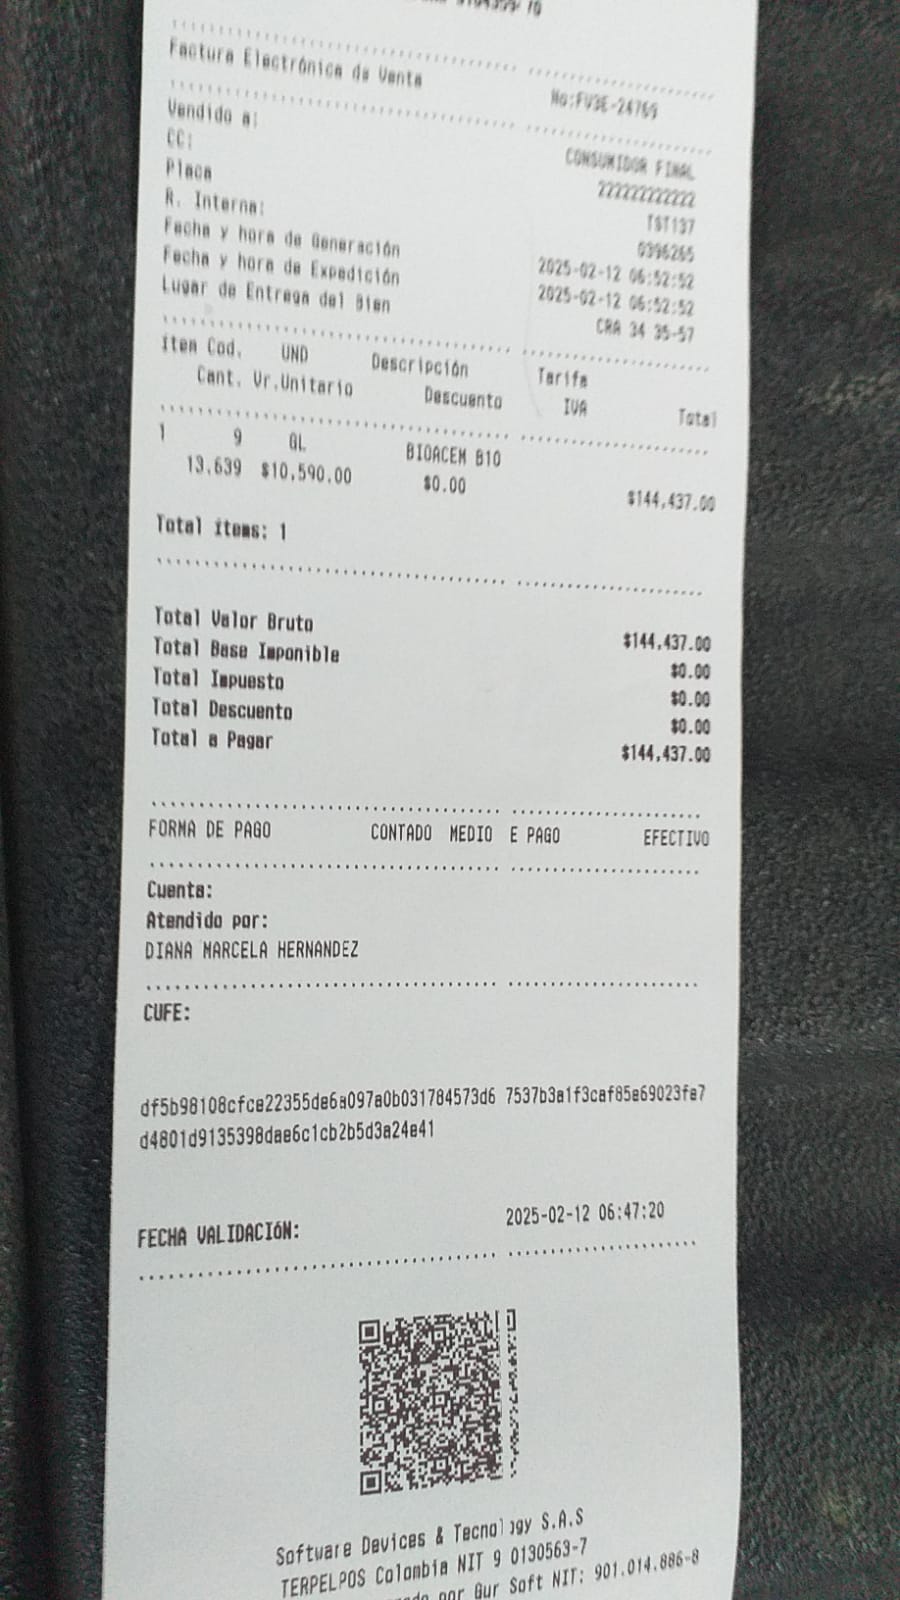 Factura Electrónica de Venta No:FV3E-24769
Vendido a: CONSUMIDOR FINAL
CC: 222222222222
Placa TST137
R. Interna: 0396265
Fecha y hora de Generación 2025-02-12 06:52:52
Fecha y hora de Expedición 2025-02-12 06:52:52
Lugar de Entrega del Bien CRA 34 35-57
Ítem Cod. UND Descripción Tarifa
Cant. Vr.Unitario Descuento IVA Total
1 9 GL BIOACEM B10
13,639 $10,590.00 $0.00 $144,437.00
Total ítems: 1
Total Valor Bruto $144,437.00
Total Base Imponible $0.00
Total Impuesto $0.00
Total Descuento $0.00
Total a Pagar $144,437.00
FORMA DE PAGO CONTADO MEDIO E PAGO EFECTIVO
Cuenta:
Atendido por:
DIANA MARCELA HERNANDEZ
CUFE:
df5b98108cfce22355de6a097a0b031784573d6 7537b3a1f3caf85e69023fe7
d4801d9135398dae6c1cb2b5d3a24e41
FECHA VALIDACIÓN: 2025-02-12 06:47:20
Software Devices & Tecnology S.A.S
TERPELPOS Colombia NIT 9 0130563-7
por Gur Soft NIT: 901.014.886-8